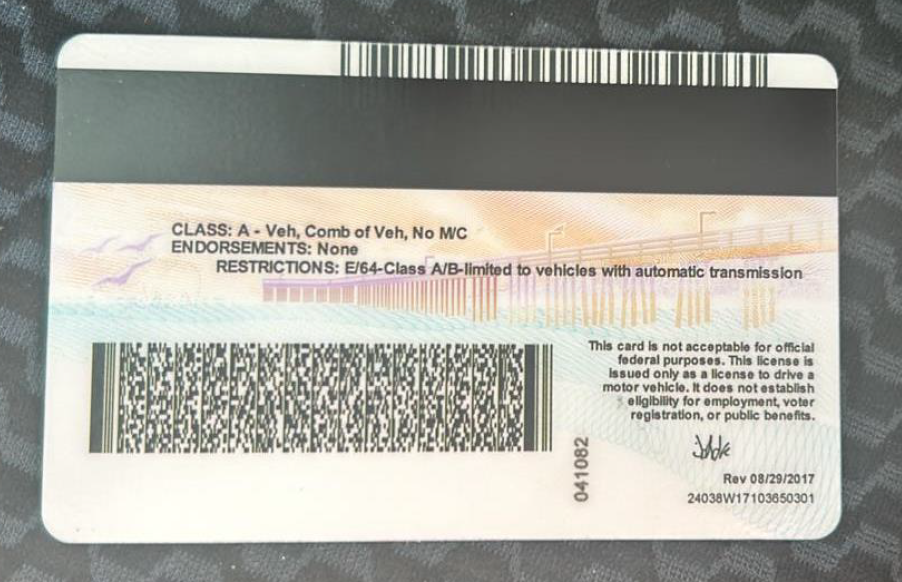 CLASS: A - Veh, Comb of Veh, No M/C
ENDORSEMENTS: None
RESTRICTIONS: E/64-Class A/B-limited to vehicles with automatic transmission
This card is not acceptable for official
federal purposes. This license is
issued only as a license to drive a
motor vehicle. It does not establish
eligibility for employment, voter
registration, or public benefits.
041082
Rev 08/29/2017
24038W17103650301